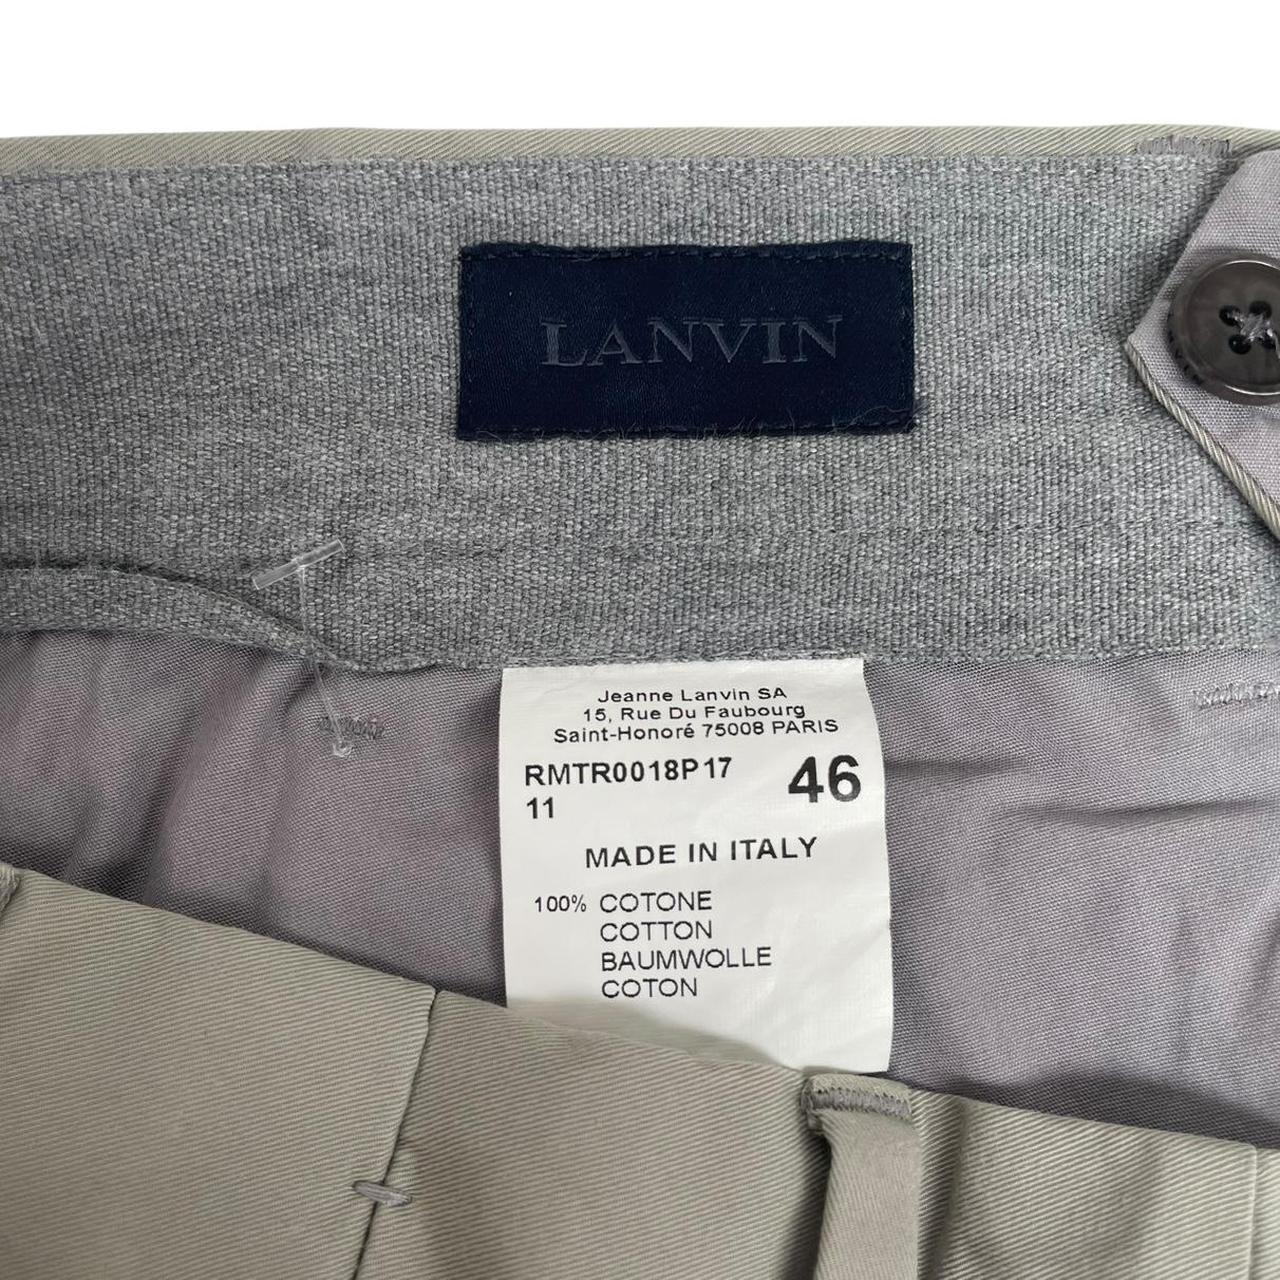 LANVIN
Jeanne Lanvin SA
15, Rue Du Faubourg
Saint-Honoré 75008 PARIS
RMTR0018P17 46
11
MADE IN ITALY
100% COTONE
COTTON
BAUMWOLLE
COTON